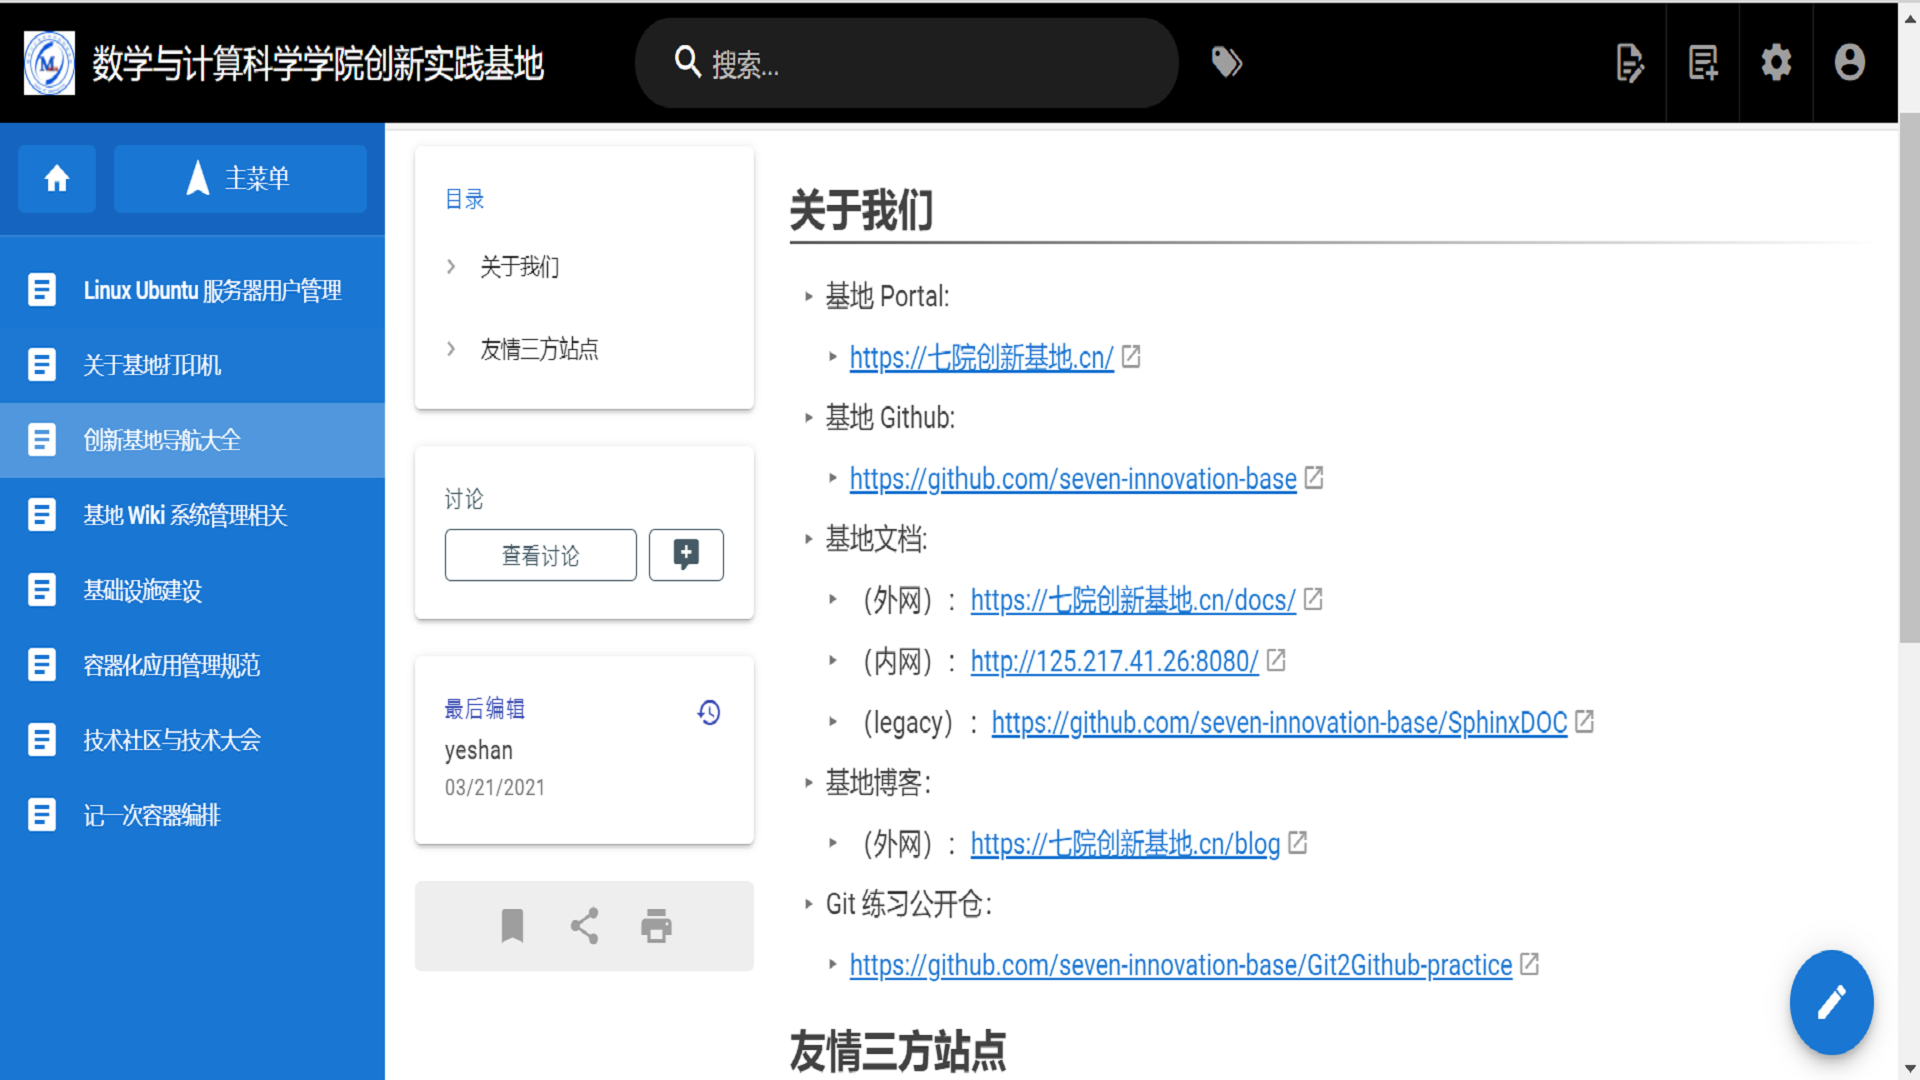 数学与计算科学学院创新实践基地
搜索...
主菜单
Linux Ubuntu 服务器用户管理
关于基地打印机
创新基地导航大全
基地 Wiki 系统管理相关
基础设施建设
容器化应用管理规范
技术社区与技术大会
记一次容器编排
目录
关于我们
友情三方站点
讨论
查看讨论
最后编辑
yeshan
03/21/2021
关于我们
基地 Portal:
https://七院创新基地.cn/
基地 Github:
https://github.com/seven-innovation-base
基地文档:
（外网）：https://七院创新基地.cn/docs/
（内网）：http://125.217.41.26:8080/
（legacy）：https://github.com/seven-innovation-base/SphinxDOC
基地博客：
（外网）：https://七院创新基地.cn/blog
Git 练习公开仓：
https://github.com/seven-innovation-base/Git2Github-practice
友情三方站点